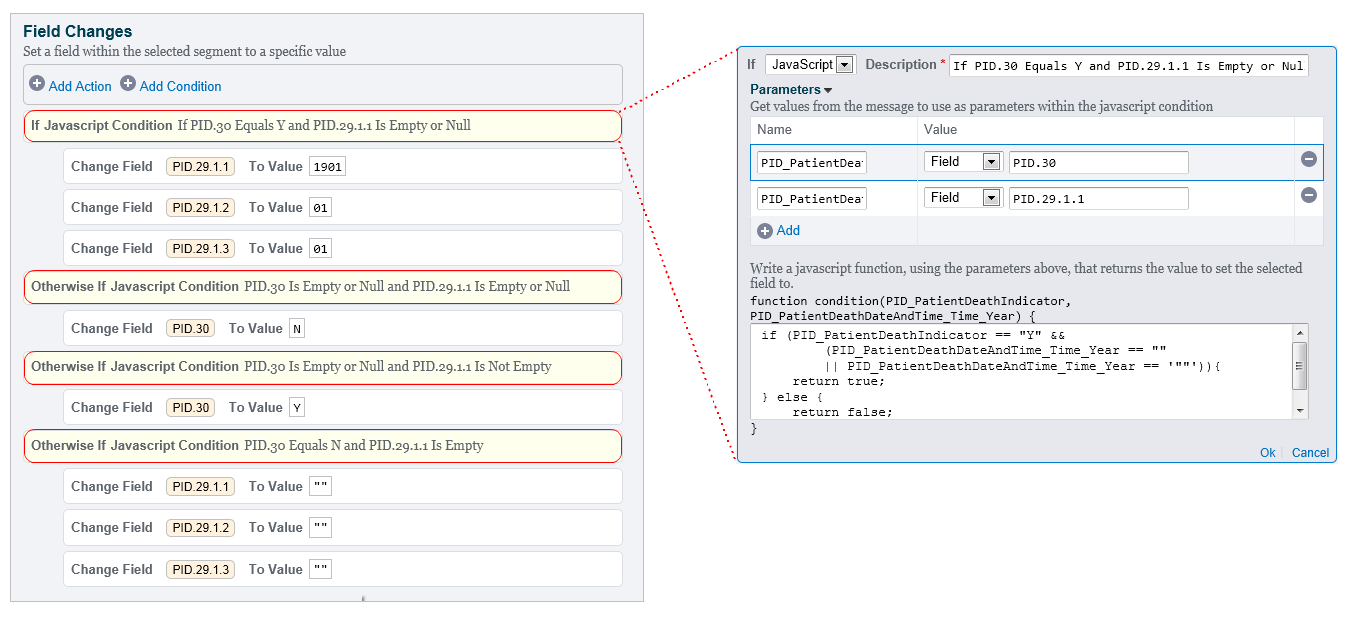 Field Changes
Set a field within the selected segment to a specific value
Add Action Add Condition
If Javascript Condition If PID.30 Equals Y and PID.29.1.1 Is Empty or Null
Change Field PID.29.1.1 To Value 1901
Change Field PID.29.1.2 To Value 01
Change Field PID.29.1.3 To Value 01
Otherwise If Javascript Condition PID.30 Is Empty or Null and PID.29.1.1 Is Empty or Null
Change Field PID.30 To Value N
Otherwise If Javascript Condition PID.30 Is Empty or Null and PID.29.1.1 Is Not Empty
Change Field PID.30 To Value Y
Otherwise If Javascript Condition PID.30 Equals N and PID.29.1.1 Is Empty
Change Field PID.29.1.1 To Value ""
Change Field PID.29.1.2 To Value ""
Change Field PID.29.1.3 To Value ""
If JavaScript Description * If PID.30 Equals Y and PID.29.1.1 Is Empty or Nul
Parameters
Get values from the message to use as parameters within the javascript condition
Name Value
PID_PatientDea Field PID.30
PID_PatientDea Field PID.29.1.1
Add
Write a javascript function, using the parameters above, that returns the value to set the selected
field to.
function condition(PID_PatientDeathIndicator,
PID_PatientDeathDateAndTime_Time_Year) {
if (PID_PatientDeathIndicator == "Y" &&
(PID_PatientDeathDateAndTime_Time_Year == ""
|| PID_PatientDeathDateAndTime_Time_Year == '""')){
return true;
} else {
return false;
}
Ok Cancel